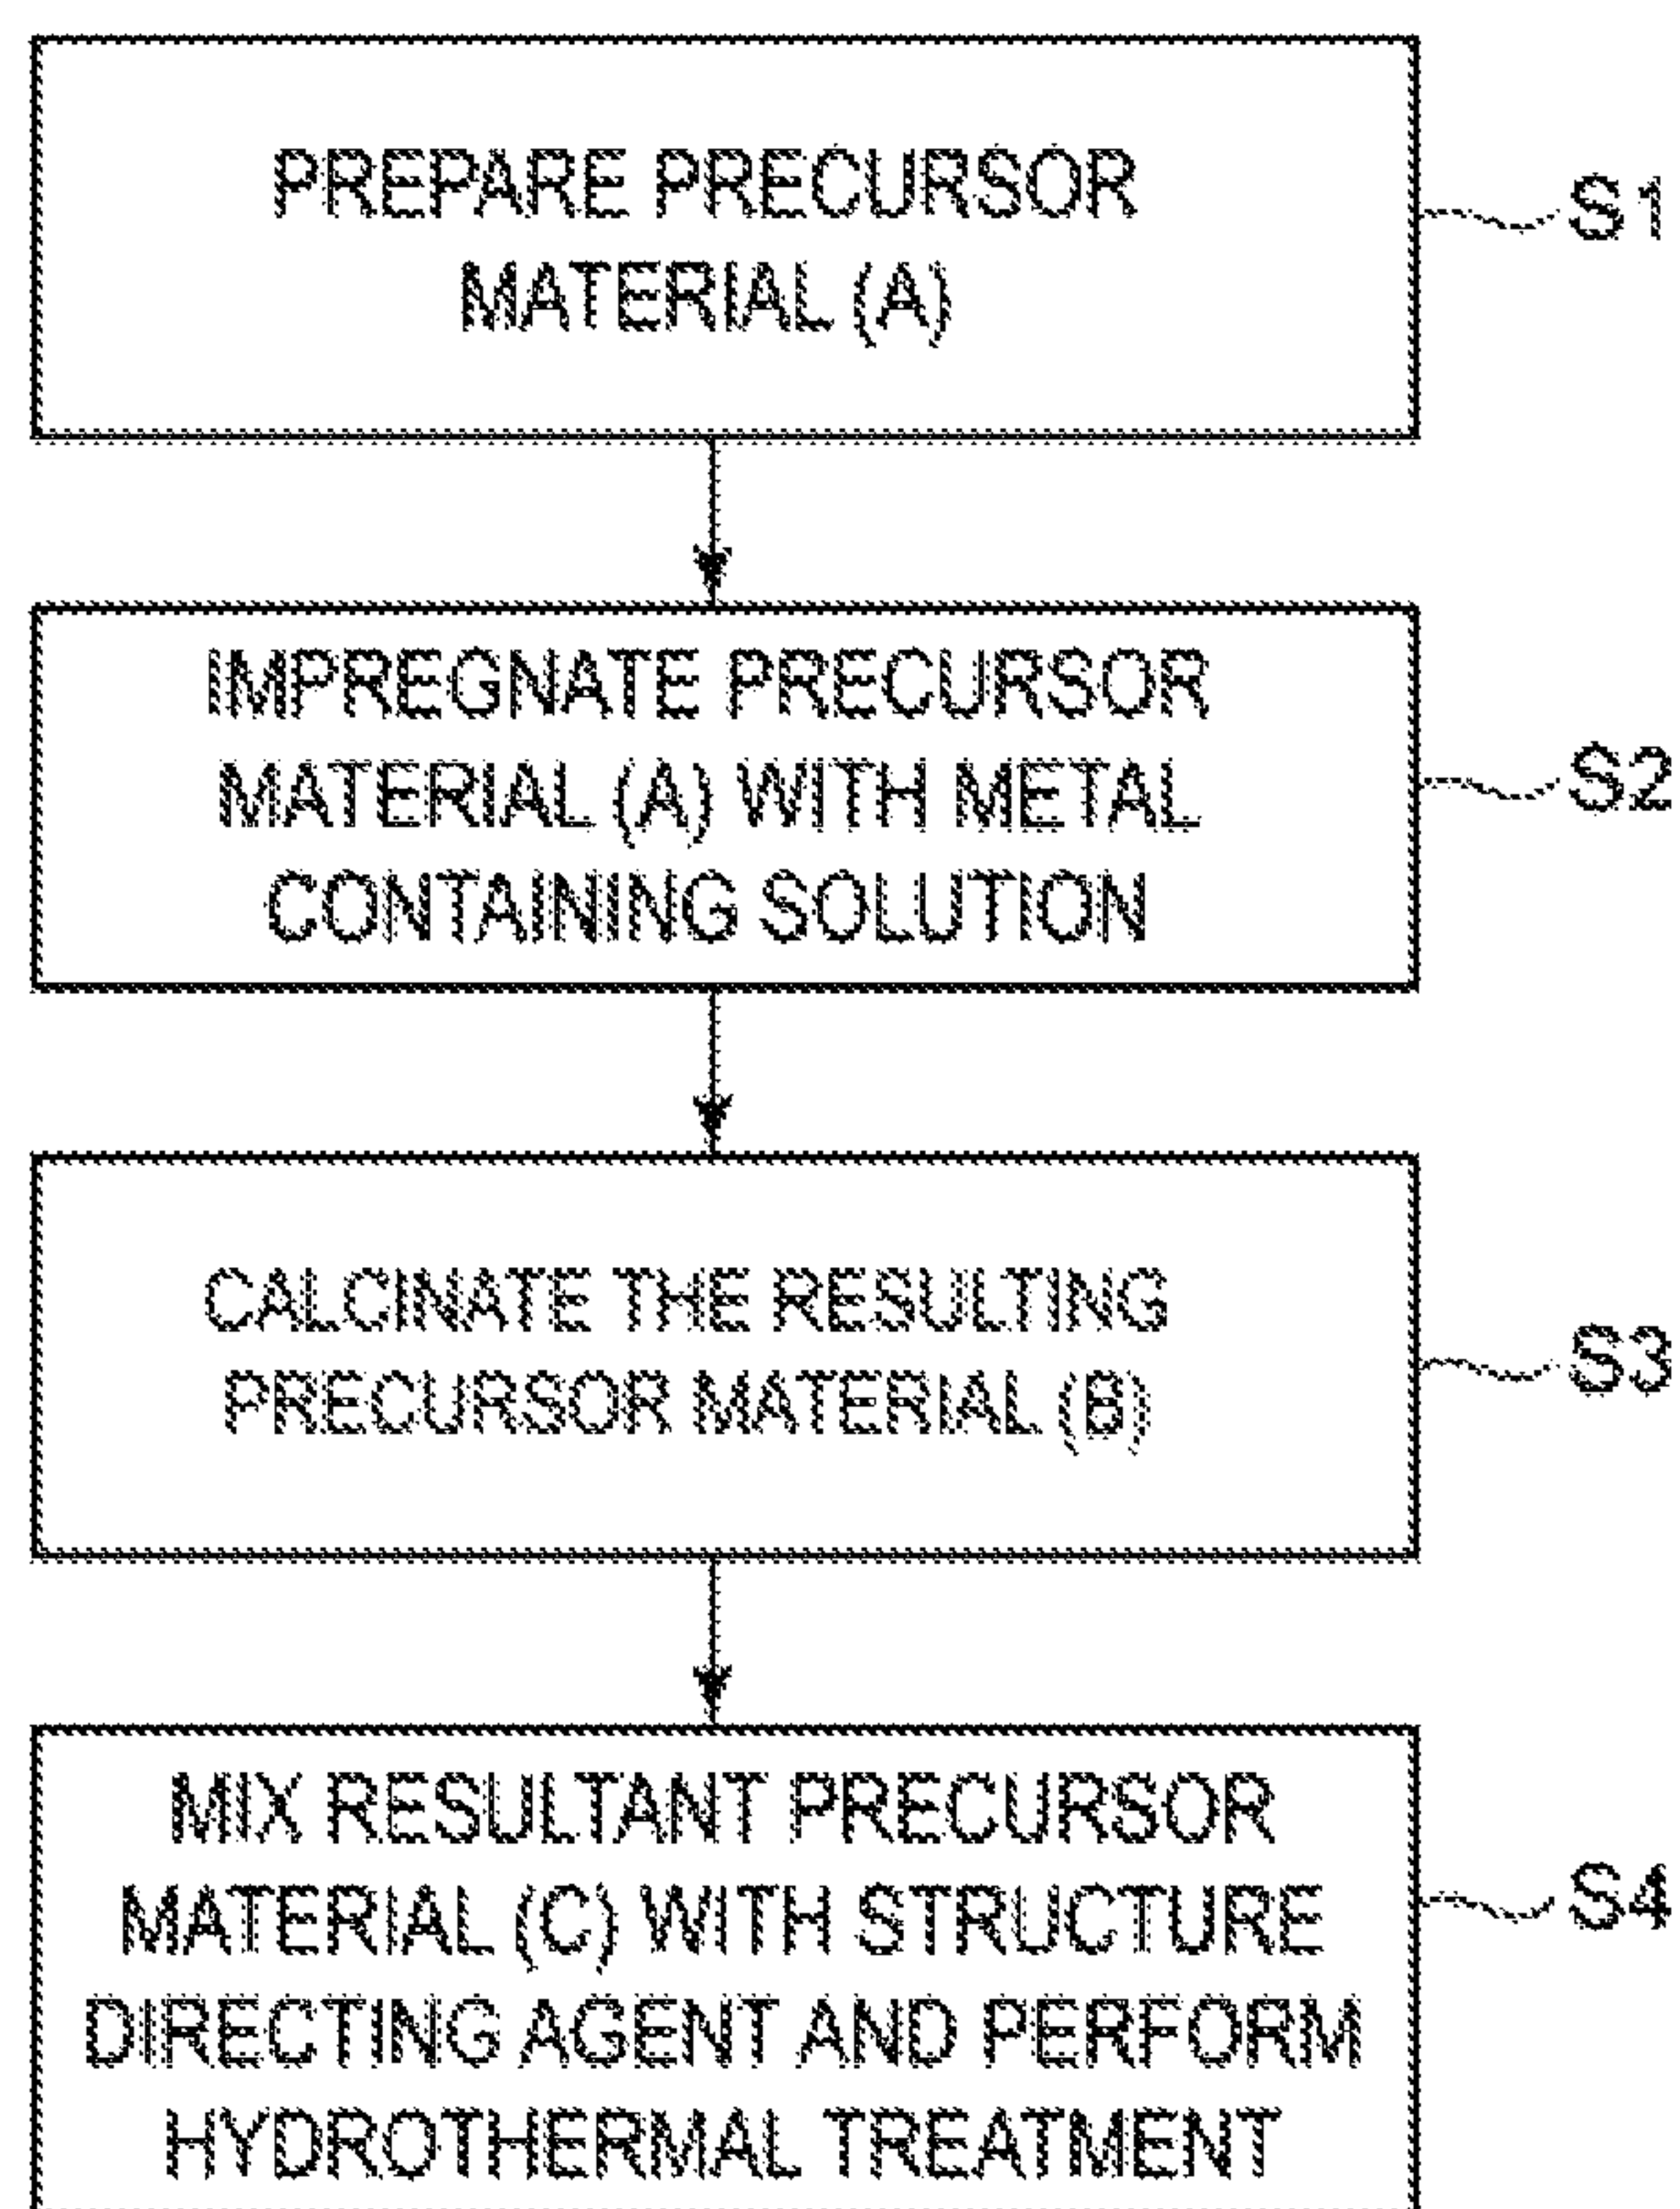 PREPARE PRECURSOR
MATERIAL (A)
S1
IMPREGNATE PRECURSOR
MATERIAL (A) WITH METAL
CONTAINING SOLUTION
S2
CALCINATE THE RESULTING
PRECURSOR MATERIAL (B)
S3
MIX RESULTANT PRECURSOR
MATERIAL (C) WITH STRUCTURE
DIRECTING AGENT AND PERFORM
HYDROTHERMAL TREATMENT
S4